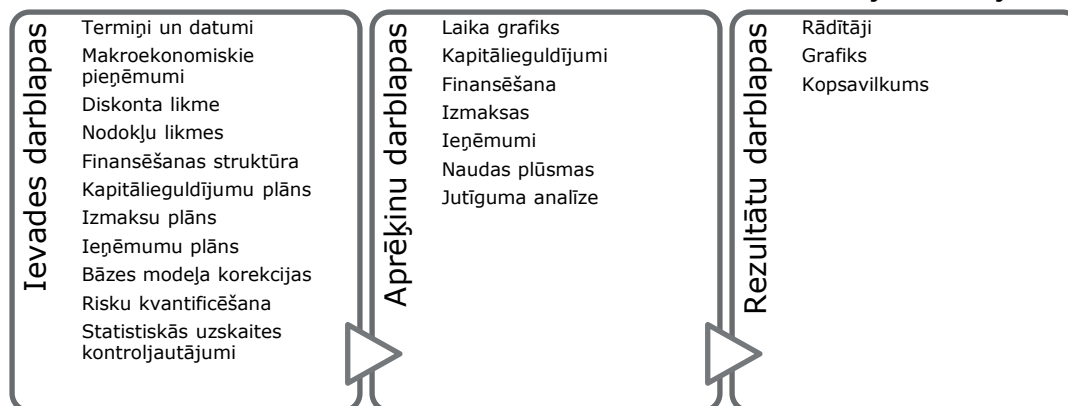 Ievades darblapas
Termiņi un datumi
Makroekonomiskie
pieņēmumi
Diskonta likme
Nodokļu likmes
Finansēšanas struktūra
Kapitālieguldījumu plāns
Izmaksu plāns
Ieņēmumu plāns
Bāzes modeļa korekcijas
Risku kvantificēšana
Statistiskās uzskaites
kontroljautājumi
Aprēķinu darblapas
Laika grafiks
Kapitālieguldījumi
Finansēšana
Izmaksas
Ieņēmumi
Naudas plūsmas
Jutīguma analīze
Rezultātu darblapas
Rādītāji
Grafiks
Kopsavilkums